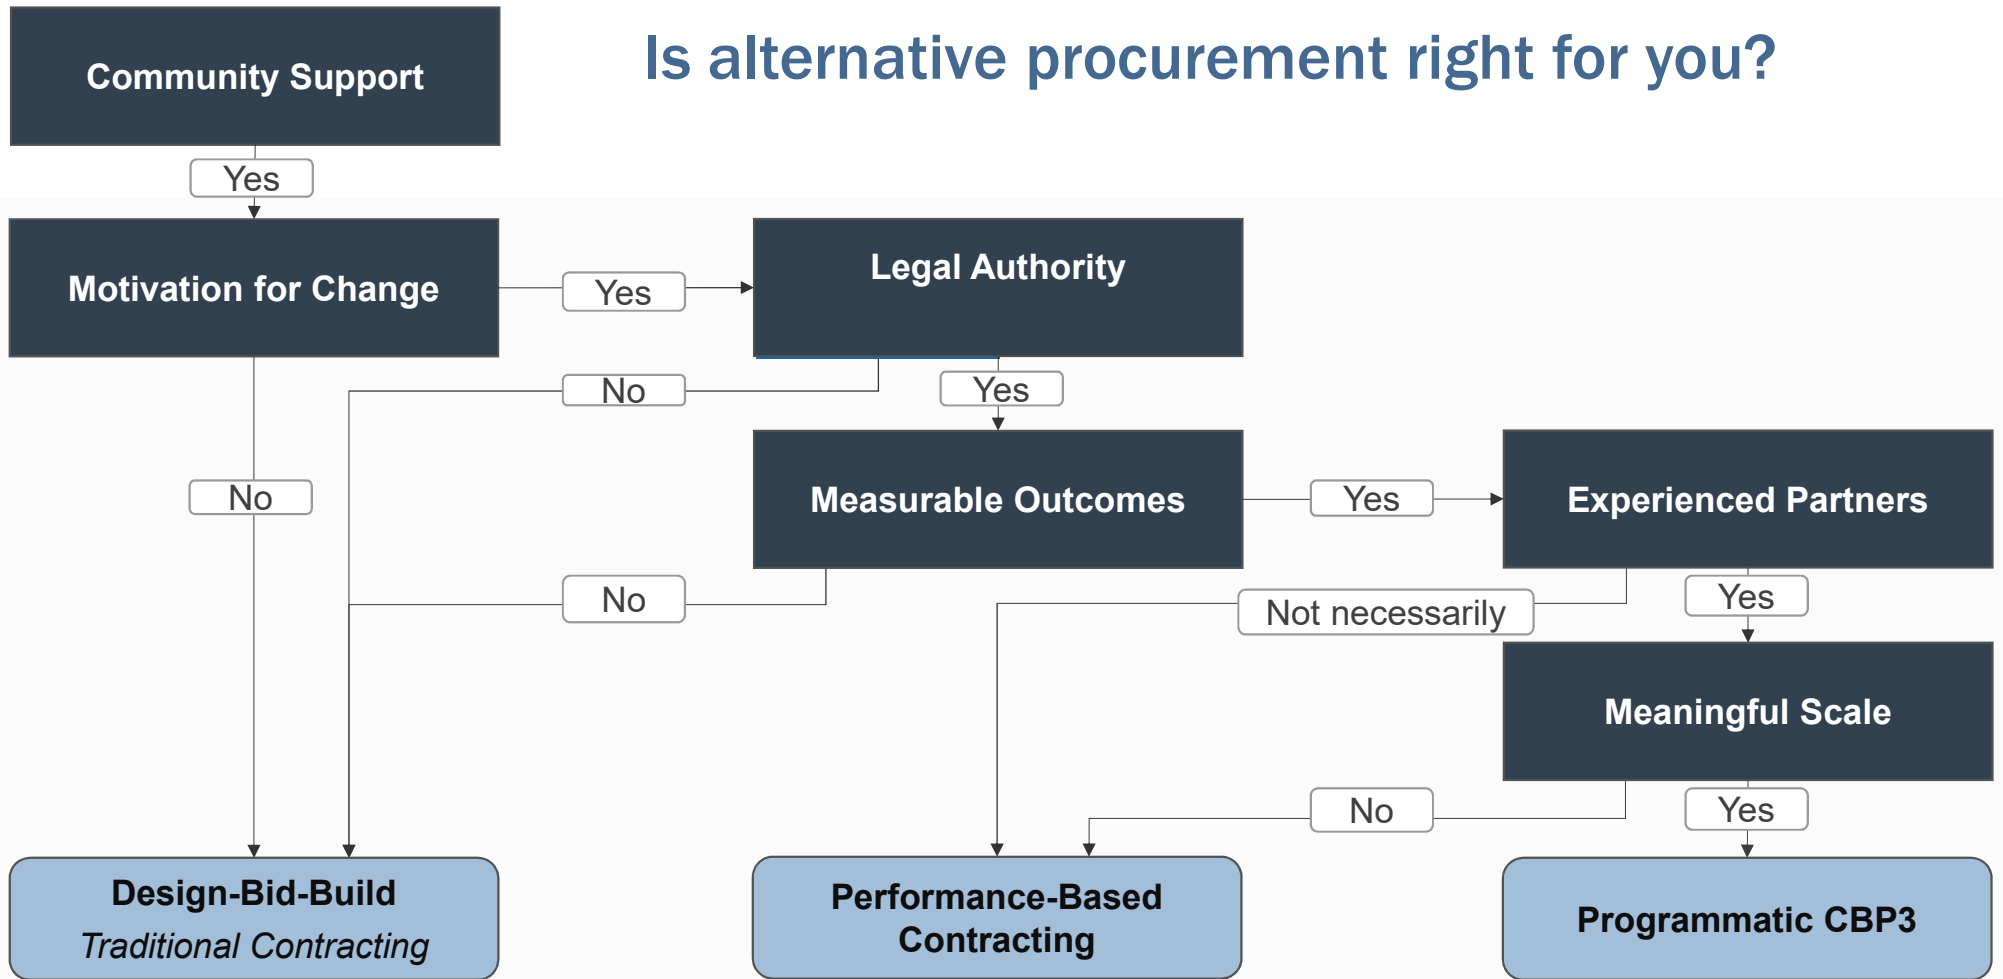 Is alternative procurement right for you?
Community Support
Yes
Motivation for Change
Yes
Legal Authority
No
Yes
No
Measurable Outcomes
Yes
Experienced Partners
No
Not necessarily
Yes
Meaningful Scale
No
Yes
Design-Bid-Build
Traditional Contracting
Performance-Based
Contracting
Programmatic CBP3